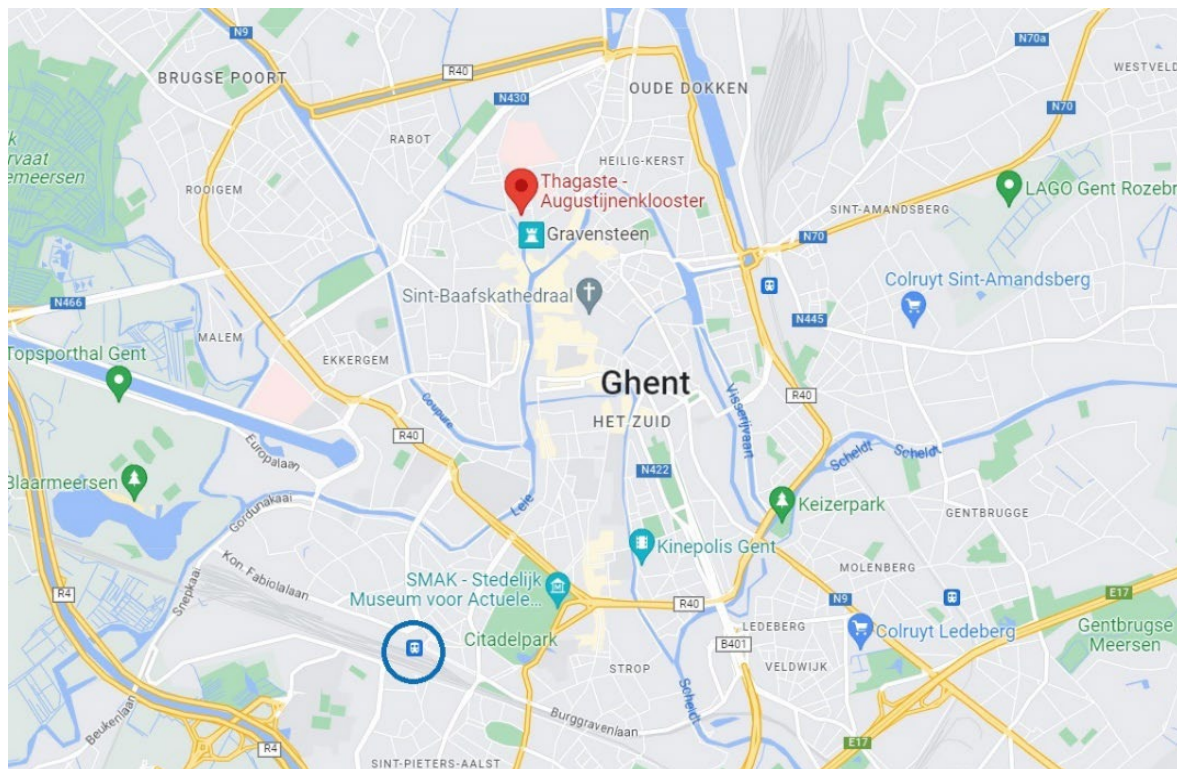 N9
N70a
BRUGSE POORT
R40
WESTVELD
OUDE DOKKEN
N430
N70
RABOT
HEILIG-KERST
ROOIGEM
Thagaste -
Augustijnenklooster
LAGO Gent Rozebr
SINT-AMANDSBERG
Gravensteen
N70
Sint-Baafskathedraal
Colruyt Sint-Amandsberg
N466
N445
MALEM
Topsporthal Gent
EKKERGEM
Ghent
Coupure
Visserijvaart
R40
HET ZUID
R40
Europalaan
Scheldt
Scheldt
N422
Blaarmeersen
Leie
Keizerpark
Gordunakaai
GENTBRUGGE
Kinepolis Gent
Snepkaai
Kon. Fabiolalaan
MOLENBERG
SMAK - Stedelijk
Museum voor Actuele...
R4
R40
N9
E17
LEDEBERG
Citadelpark
B401
Colruyt Ledeberg
Gentbrugse
Meersen
STROP
VELDWIJK
Scheldt
Beukenlaan
Burggravenlaan
R4
E17
SINT-PIETERS-AALST